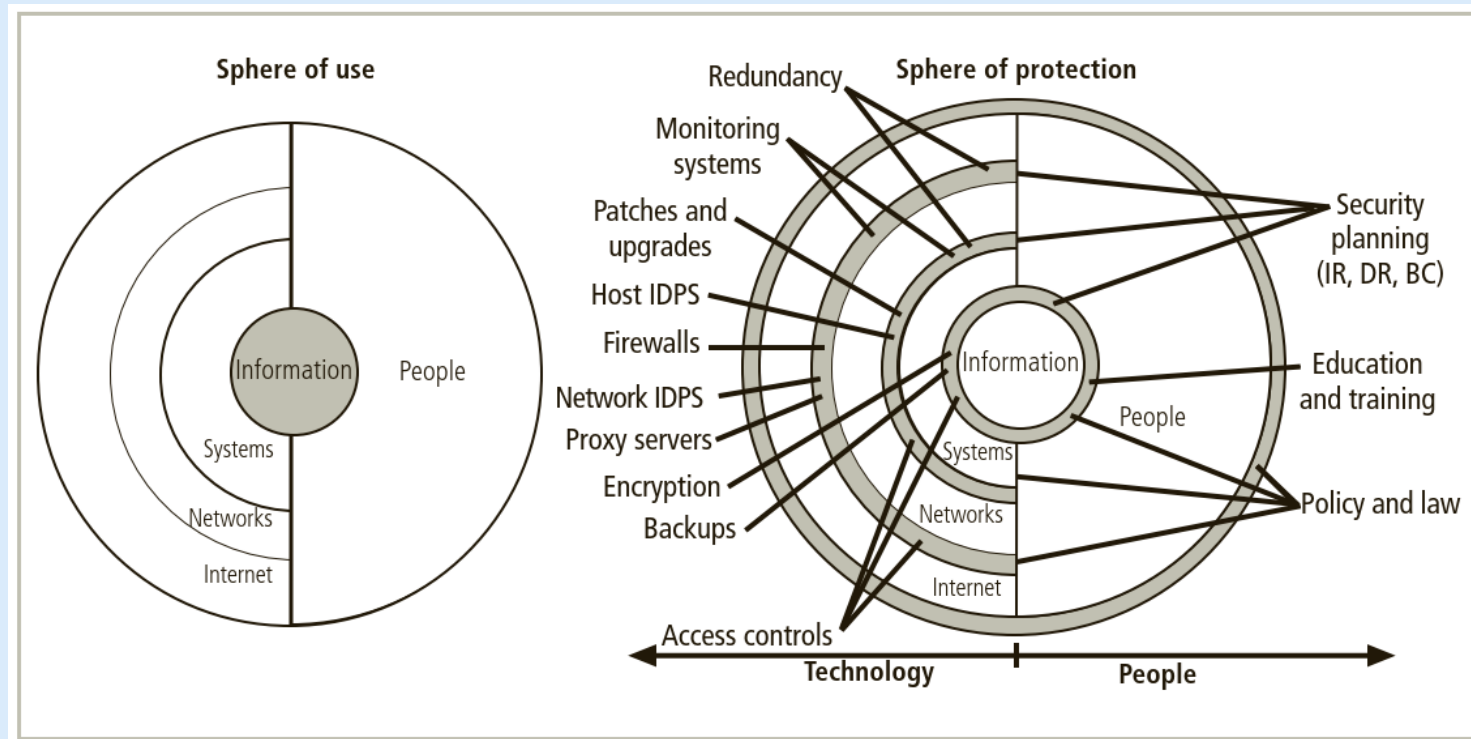 Sphere of use
Information
People
Systems
Networks
Internet
Sphere of protection
Redundancy
Monitoring
systems
Patches and
upgrades
Host IDPS
Firewalls
Network IDPS
Proxy servers
Encryption
Backups
Access controls
Information
People
Systems
Networks
Internet
Security
planning
(IR, DR, BC)
Education
and training
Policy and law
Technology
People